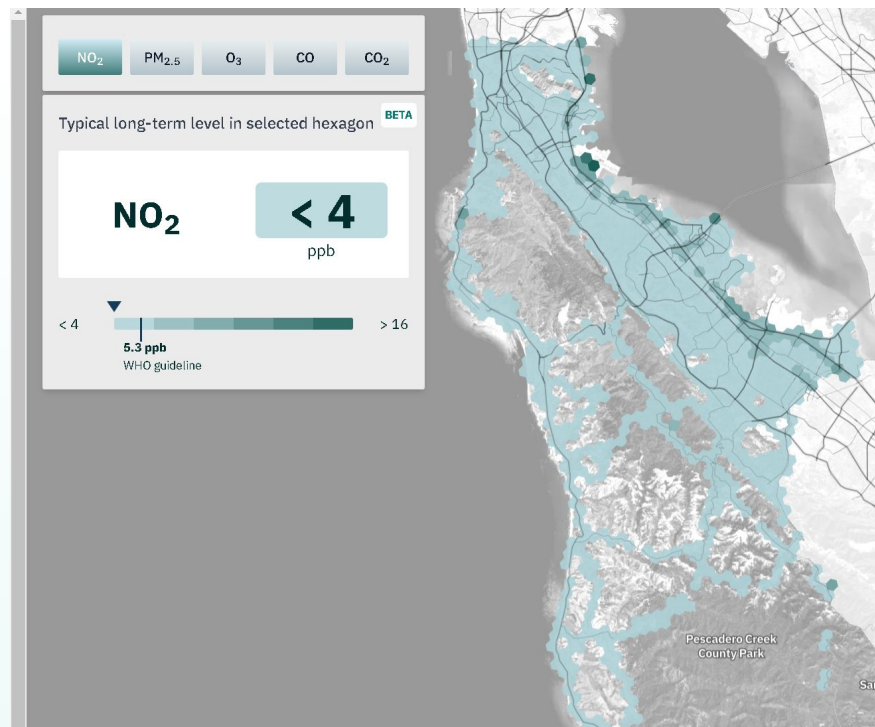 NO₂ PM₂.₅ O₃ CO CO₂
Typical long-term level in selected hexagon BETA
NO₂ < 4
ppb
< 4 > 16
5.3 ppb
WHO guideline
Pescadero Creek
County Park
Sa